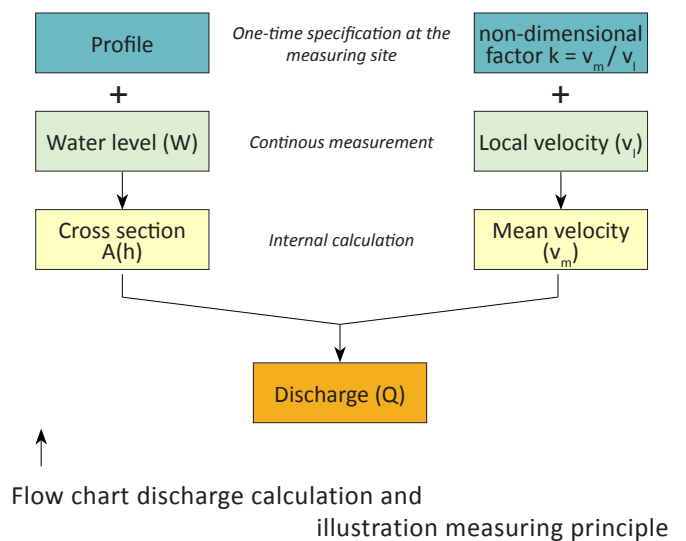 Profile
One-time specification at the
measuring site
non-dimensional
factor k = vm / vl
+
+
Water level (W)
Continous measurement
Local velocity (vl)
Cross section
A(h)
Internal calculation
Mean velocity
(vm)
Discharge (Q)
Flow chart discharge calculation and
illustration measuring principle